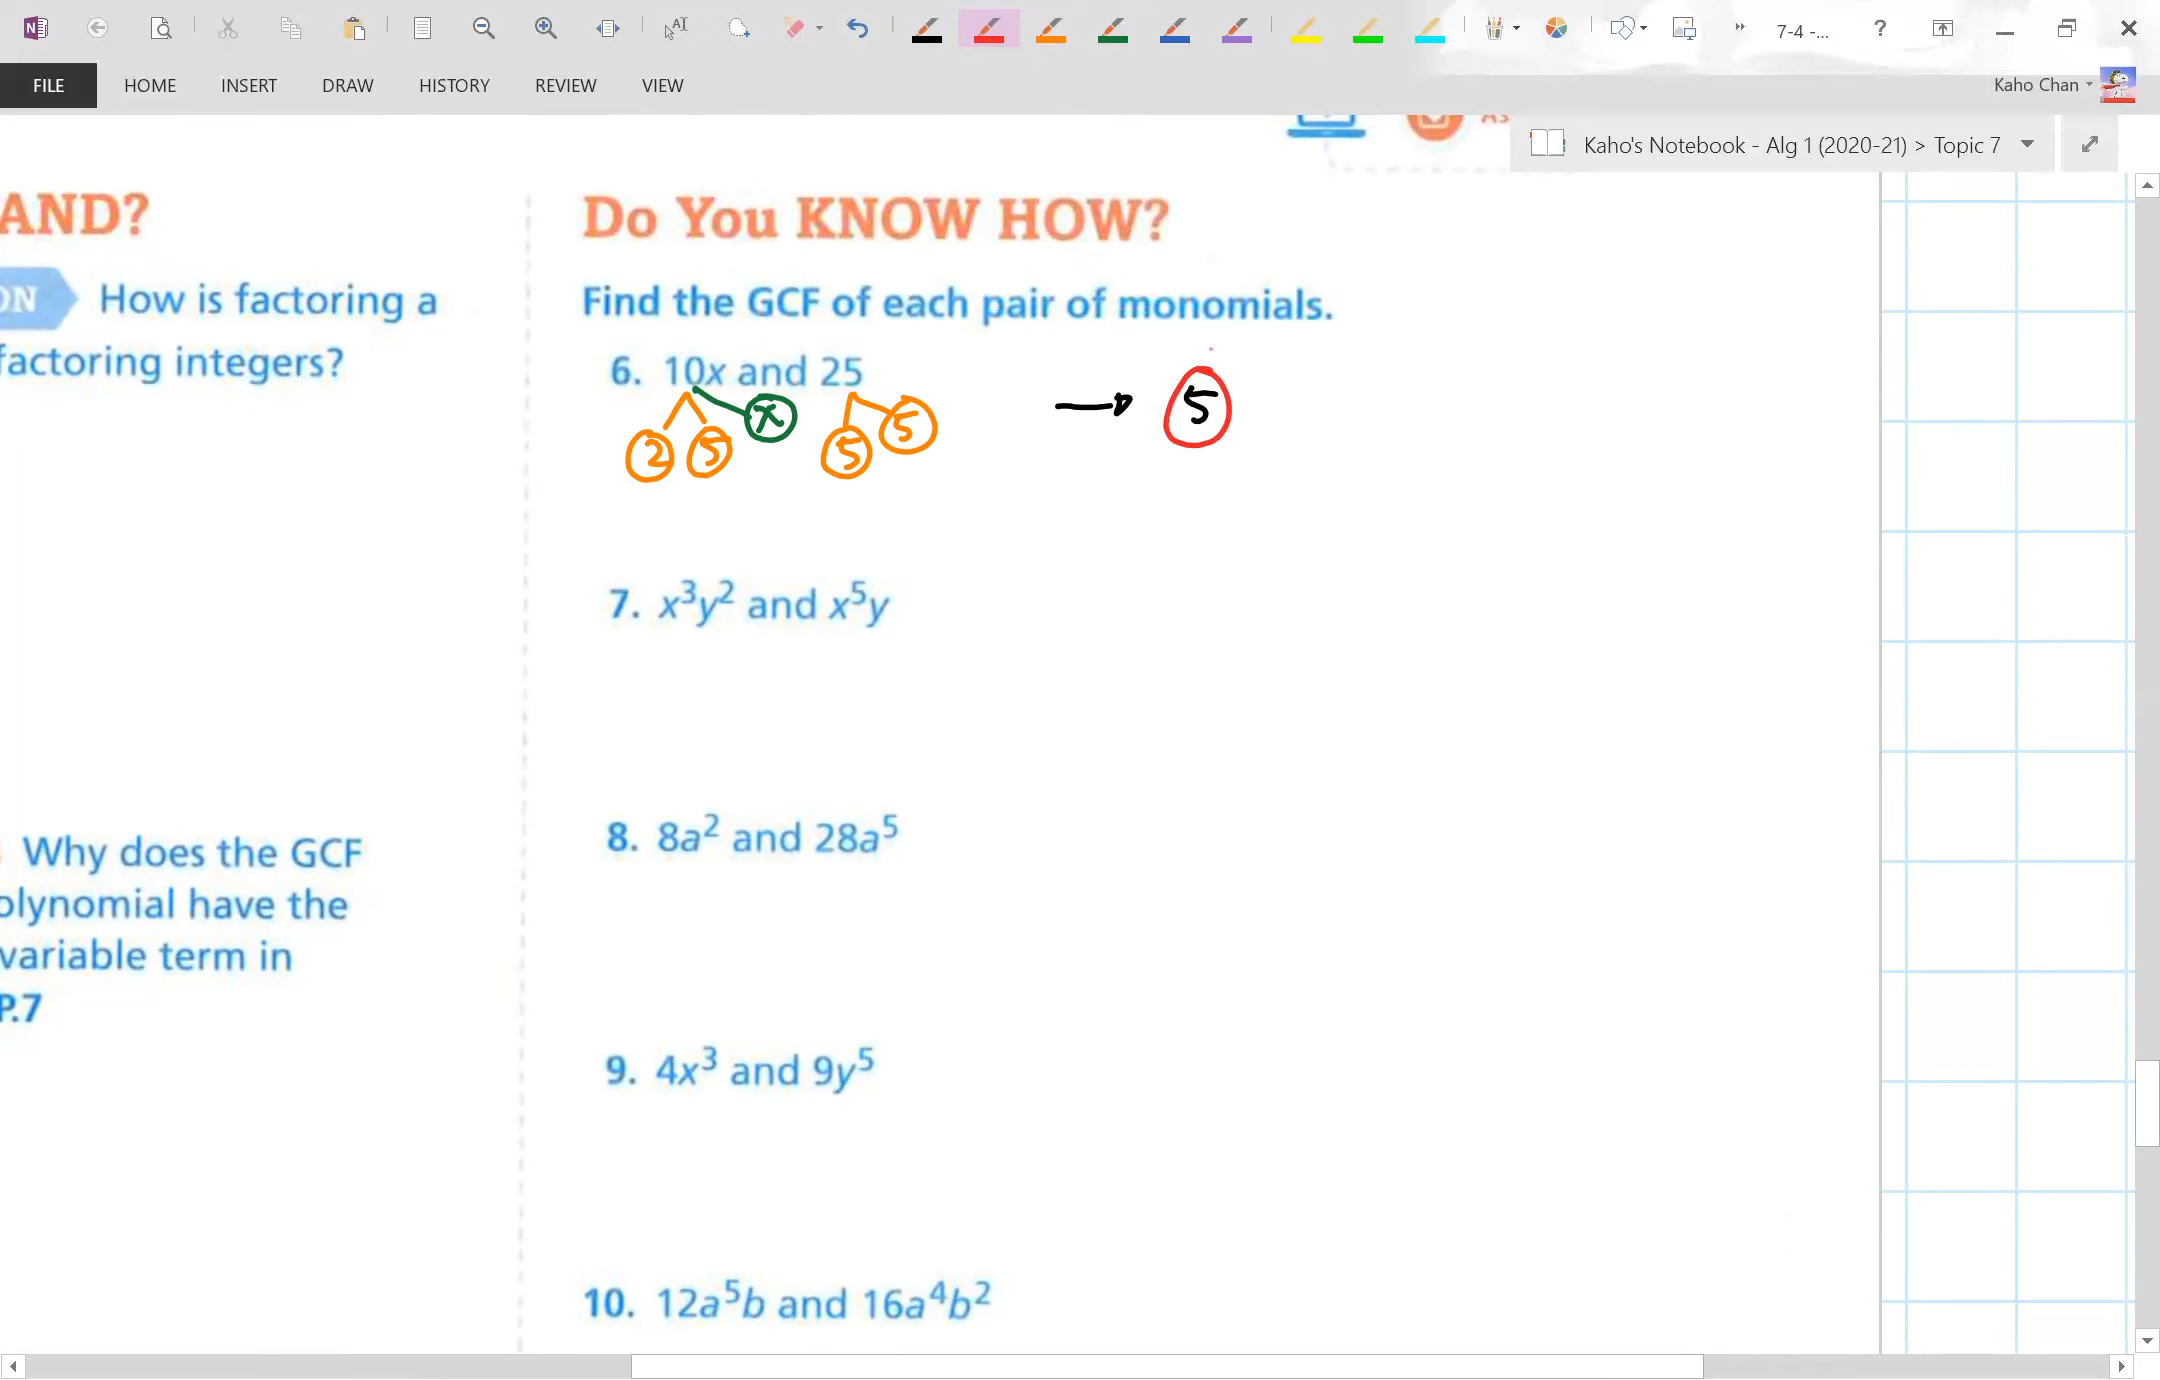 7-4 -...
?
FILE HOME INSERT DRAW HISTORY REVIEW VIEW
Kaho Chan
Kaho's Notebook - Alg 1 (2020-21) > Topic 7
AND?
ON How is factoring a
factoring integers?
Why does the GCF
olynomial have the
variable term in
P.7
Do You KNOW HOW?
Find the GCF of each pair of monomials.
6. 10x and 25
2 5 x 5 5 → 5
7. x³y² and x⁵y
8. 8a² and 28a⁵
9. 4x³ and 9y⁵
10. 12a⁵b and 16a⁴b²